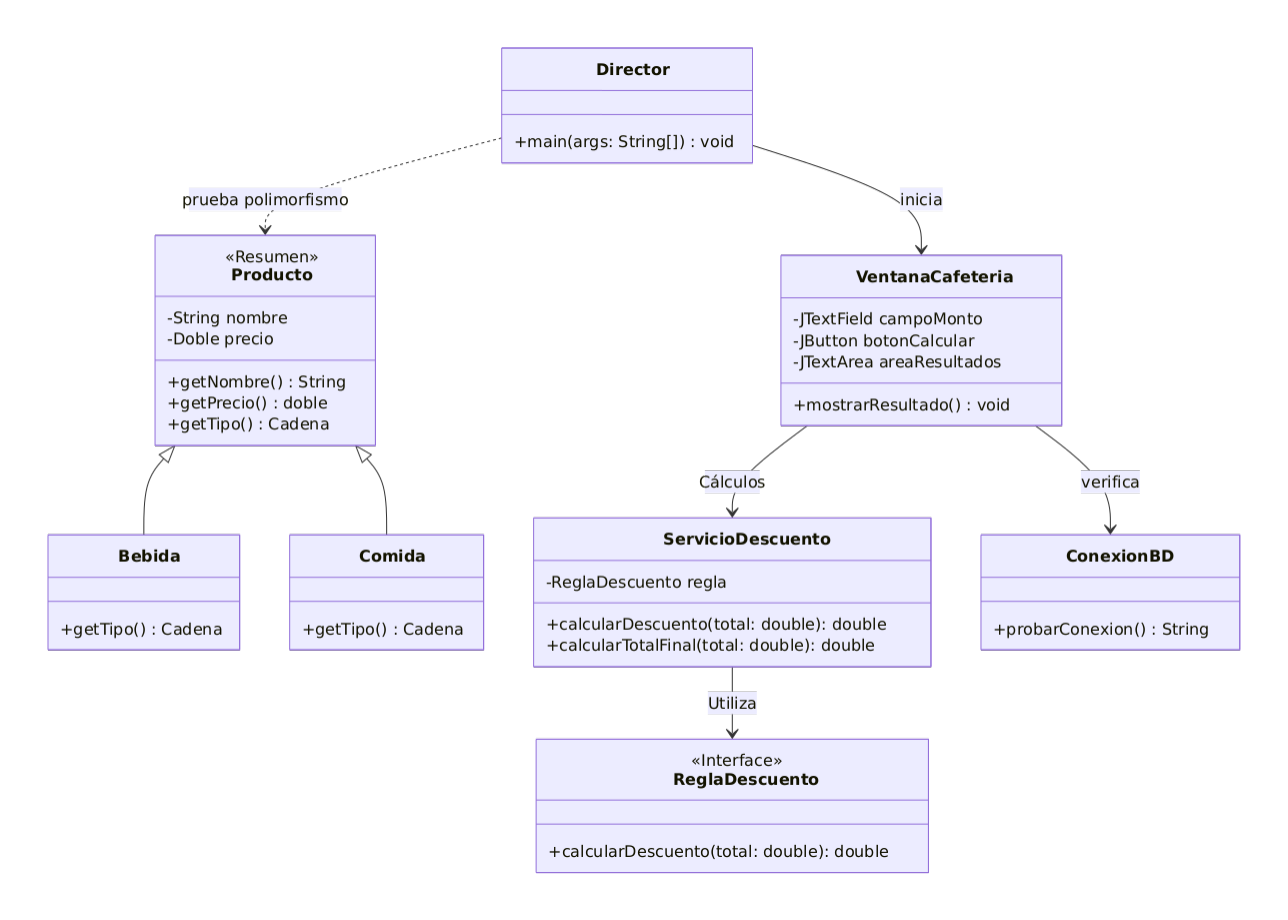 Director
+main(args: String[]) : void
prueba polimorfismo
inicia
«Resumen»
Producto
-String nombre
-Doble precio
+getNombre() : String
+getPrecio() : doble
+getTipo() : Cadena
VentanaCafeteria
-JTextField campoMonto
-JButton botonCalcular
-JTextArea areaResultados
+mostrarResultado() : void
Cálculos
verifica
Bebida
+getTipo() : Cadena
Comida
+getTipo() : Cadena
ServicioDescuento
-ReglaDescuento regla
+calcularDescuento(total: double): double
+calcularTotalFinal(total: double): double
ConexionBD
+probarConexion() : String
Utiliza
«Interface»
ReglaDescuento
+calcularDescuento(total: double): double